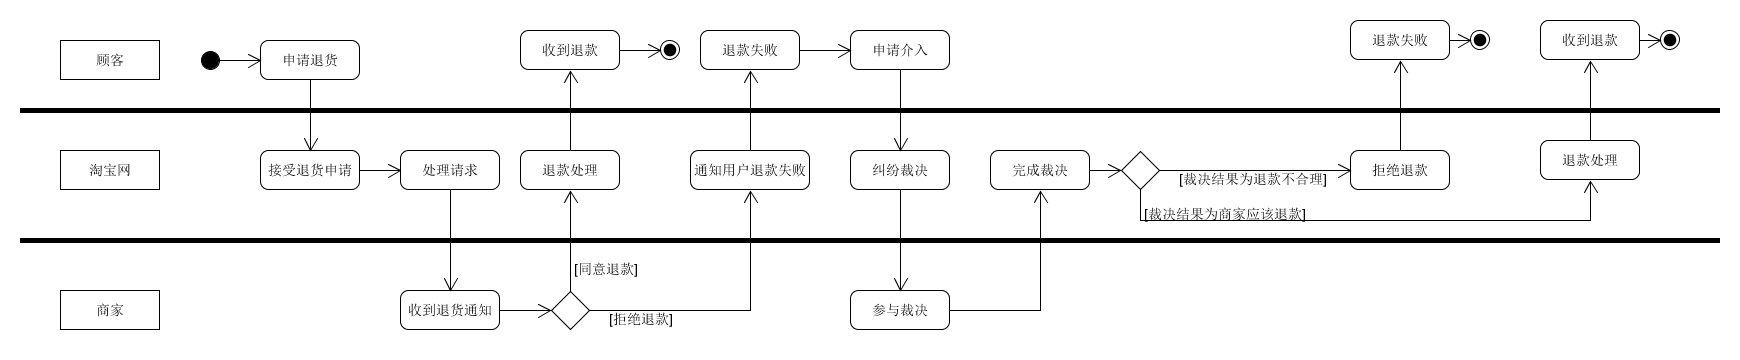 顾客
申请退货
收到退款
退款失败
申请介入
退款失败
收到退款
淘宝网
接受退货申请
处理请求
退款处理
通知用户退款失败
纠纷裁决
完成裁决
[裁决结果为退款不合理]
拒绝退款
退款处理
[裁决结果为商家应该退款]
[同意退款]
商家
收到退货通知
[拒绝退款]
参与裁决